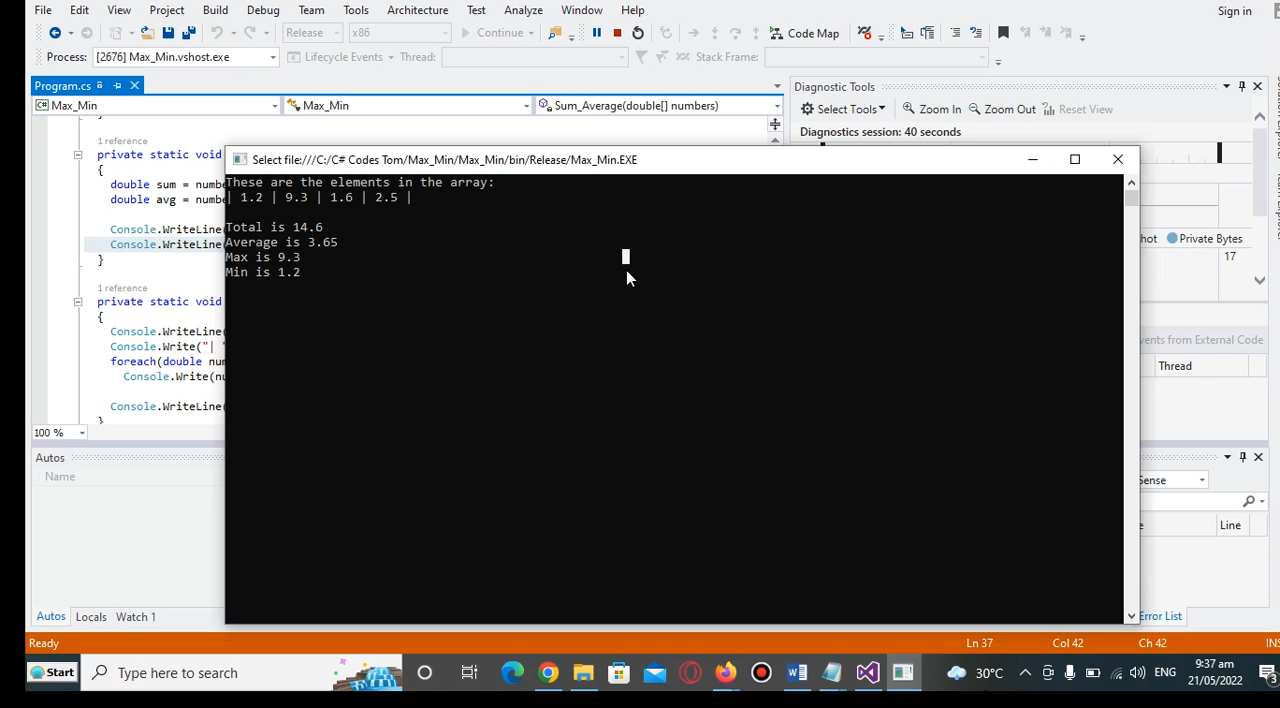 File Edit View Project Build Debug Team Tools Architecture Test Analyze Window Help Sign in
Release x86 Continue Code Map
Process: [2676] Max_Min.vshost.exe Lifecycle Events Thread: Stack Frame:
Program.cs
Diagnostic Tools
Max_Min Max_Min Sum_Average(double[] numbers)
Select Tools Zoom In Zoom Out Reset View
Diagnostics session: 40 seconds
}
1 reference
private static void
{
double sum =
double avg =
Console.WriteLine(
Console.WriteLine
}
1 reference
private static void
{
Console.WriteLine(
Console.Write("|
foreach(double
Console.Write(
Console.WriteLine(
}
100 %
Select file:///C:/C# Codes Tom/Max_Min/Max_Min/bin/Release/Max_Min.EXE
These are the elements in the array:
| 1.2 | 9.3 | 1.6 | 2.5 |
Total is 14.6
Average is 3.65
Max is 9.3
Min is 1.2
Private Bytes
17
from External Code
Thread
Autos
Name
Line
Autos Locals Watch 1
Error List
Ready Ln 37 Col 42 Ch 42
Start Type here to search 30°C ENG 9:37 am
21/05/2022
3